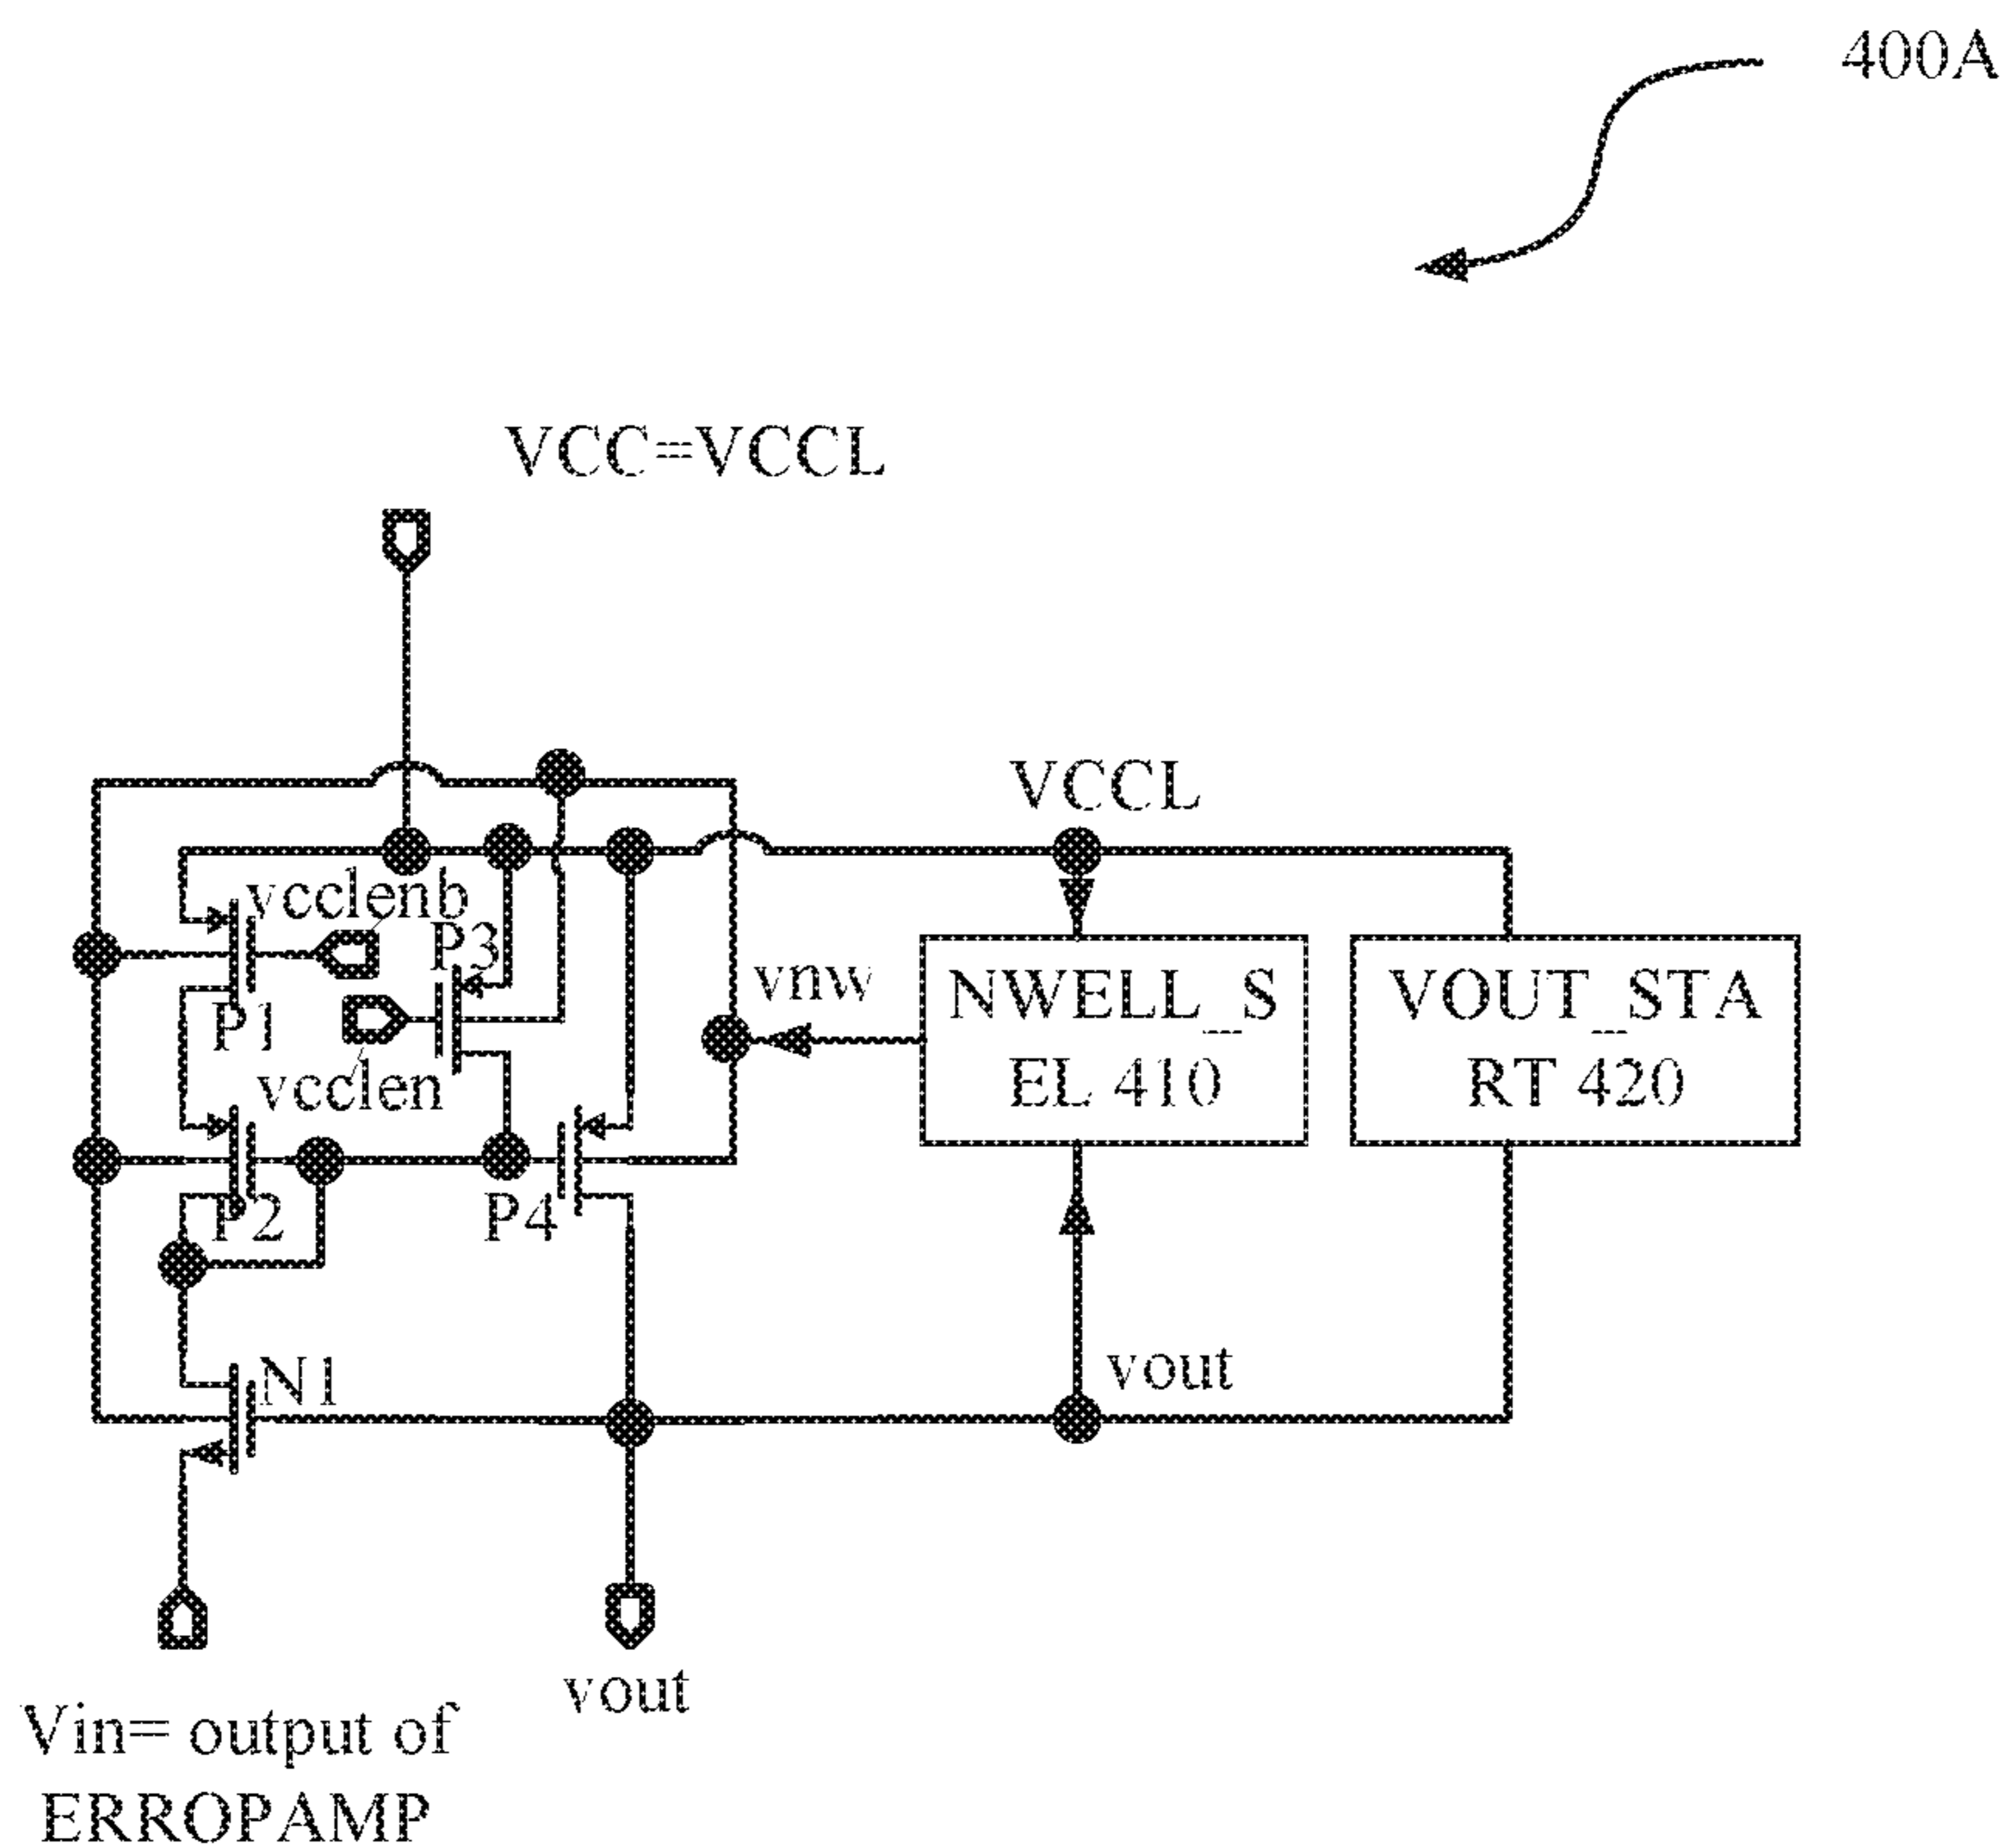 400A
VCC=VCCL
VCCL
vcclenb
P3
vnw
NWELL_S
EL 410
VOUT_STA
RT 420
P1
vcclen
P2
P4
N1
vout
vout
Vin= output of
ERROPAMP